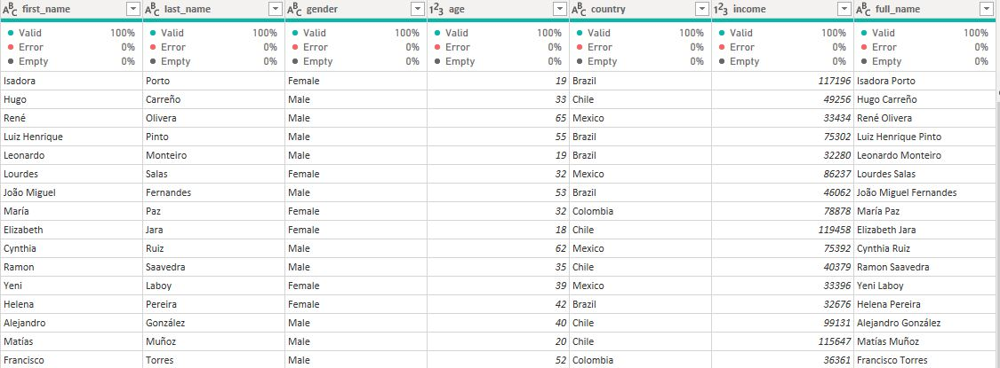 first_name last_name gender age country income full_name
Valid 100% Valid 100% Valid 100% Valid 100% Valid 100% Valid 100% Valid 100%
Error 0% Error 0% Error 0% Error 0% Error 0% Error 0% Error 0%
Empty 0% Empty 0% Empty 0% Empty 0% Empty 0% Empty 0% Empty 0%
Isadora Porto Female 19 Brazil 117196 Isadora Porto
Hugo Carreño Male 33 Chile 49256 Hugo Carreño
René Olivera Male 65 Mexico 33434 René Olivera
Luiz Henrique Pinto Male 55 Brazil 75302 Luiz Henrique Pinto
Leonardo Monteiro Male 19 Brazil 32280 Leonardo Monteiro
Lourdes Salas Female 32 Mexico 86237 Lourdes Salas
João Miguel Fernandes Male 53 Brazil 46062 João Miguel Fernandes
María Paz Female 32 Colombia 78878 María Paz
Elizabeth Jara Female 18 Chile 119458 Elizabeth Jara
Cynthia Ruiz Male 62 Mexico 75392 Cynthia Ruiz
Ramon Saavedra Male 35 Chile 40379 Ramon Saavedra
Yeni Laboy Female 39 Mexico 33396 Yeni Laboy
Helena Pereira Female 42 Brazil 32676 Helena Pereira
Alejandro González Male 40 Chile 99131 Alejandro González
Matías Muñoz Male 20 Chile 115647 Matías Muñoz
Francisco Torres Male 52 Colombia 36361 Francisco Torres